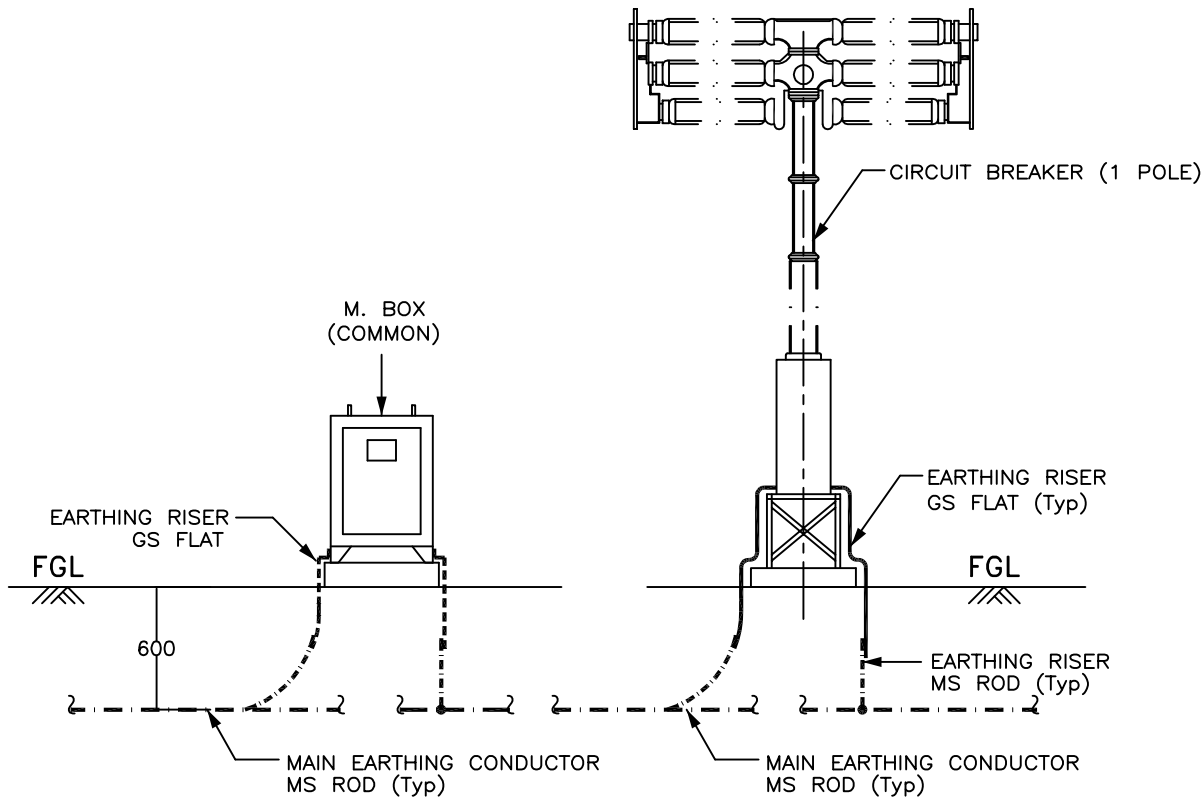 CIRCUIT BREAKER (1 POLE)
M. BOX
(COMMON)
EARTHING RISER
GS FLAT
EARTHING RISER
GS FLAT (Typ)
FGL
FGL
600
EARTHING RISER
MS ROD (Typ)
MAIN EARTHING CONDUCTOR
MS ROD (Typ)
MAIN EARTHING CONDUCTOR
MS ROD (Typ)